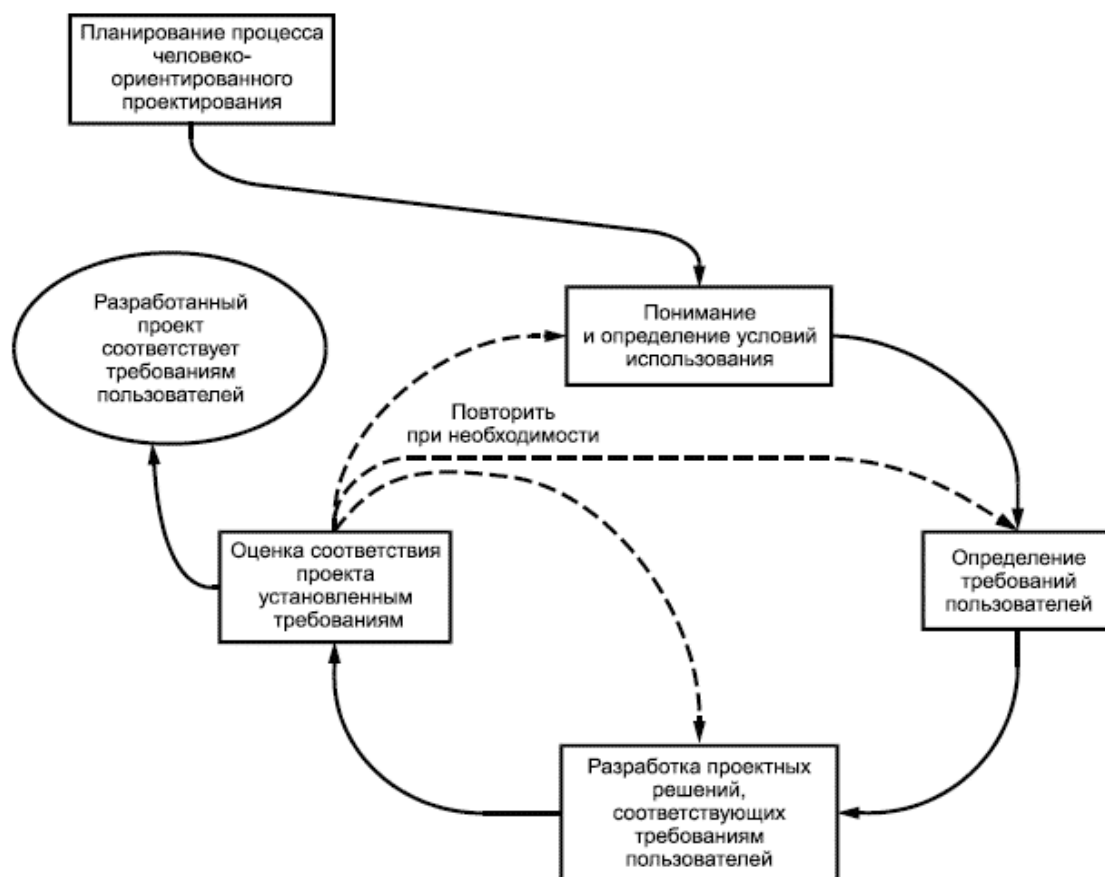 Планирование процесса
человеко-
ориентированного
проектирования
Разработанный
проект
соответствует
требованиям
пользователей
Понимание
и определение условий
использования
Повторить
при необходимости
Оценка соответствия
проекта
установленным
требованиям
Определение
требований
пользователей
Разработка проектных
решений,
соответствующих
требованиям
пользователей